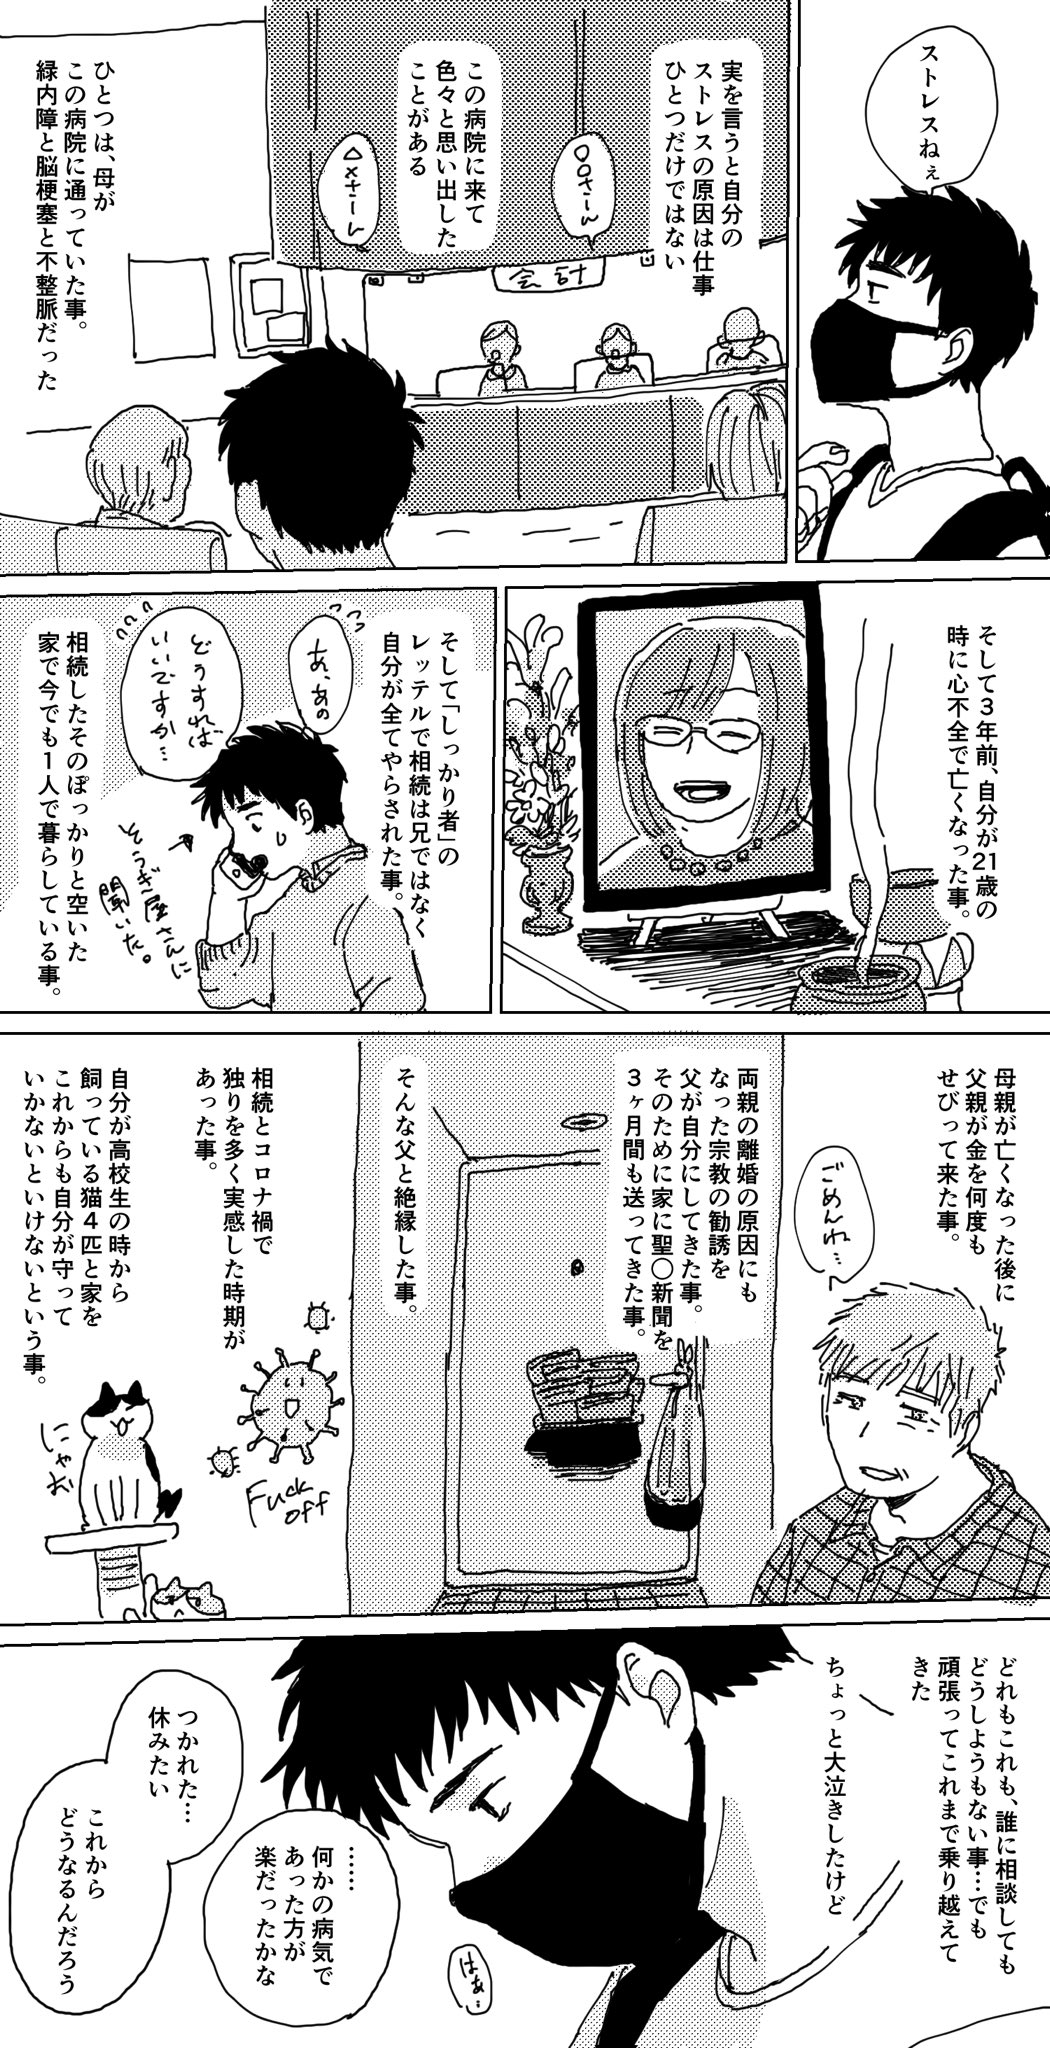 ストレスねぇ
実を言うと自分の
ストレスの原因は仕事
ひとつだけではない
〇〇さーん
この病院に来て
色々と思い出した
ことがある
△×さーん
会計
ひとつは、母が
この病院に通っていた事。
緑内障と脳梗塞と不整脈だった
そして3年前、自分が21歳の
時に心不全で亡くなった事。
そして「しっかり者」の
レッテルで相続は兄ではなく
自分が全てやらされた事。
あ、あの
どうすれば
いいですか…
そうぎ屋さんに
聞いた。
相続したそのぽっかりと空いた
家で今でも1人で暮らしている事。
母親が亡くなった後に
父親が金を何度も
せびって来た事。
ごめんね…
両親の離婚の原因にも
なった宗教の勧誘を
父が自分にしてきた事。
そのために家に聖〇新聞を
3ヶ月間も送ってきた事。
そんな父と絶縁した事。
相続とコロナ禍で
独りを多く実感した時期が
あった事。
Fuck
off
自分が高校生の時から
飼っている猫4匹と家を
これからも自分が守って
いかないといけないという事。
にゃお
どれもこれも、誰に相談しても
どうしようもない事…でも
頑張ってこれまで乗り越えて
きた
ちょっと大泣きしたけど
はぁ…
……
何かの病気で
あった方が
楽だったかな
つかれた…
休みたい
これから
どうなるんだろう